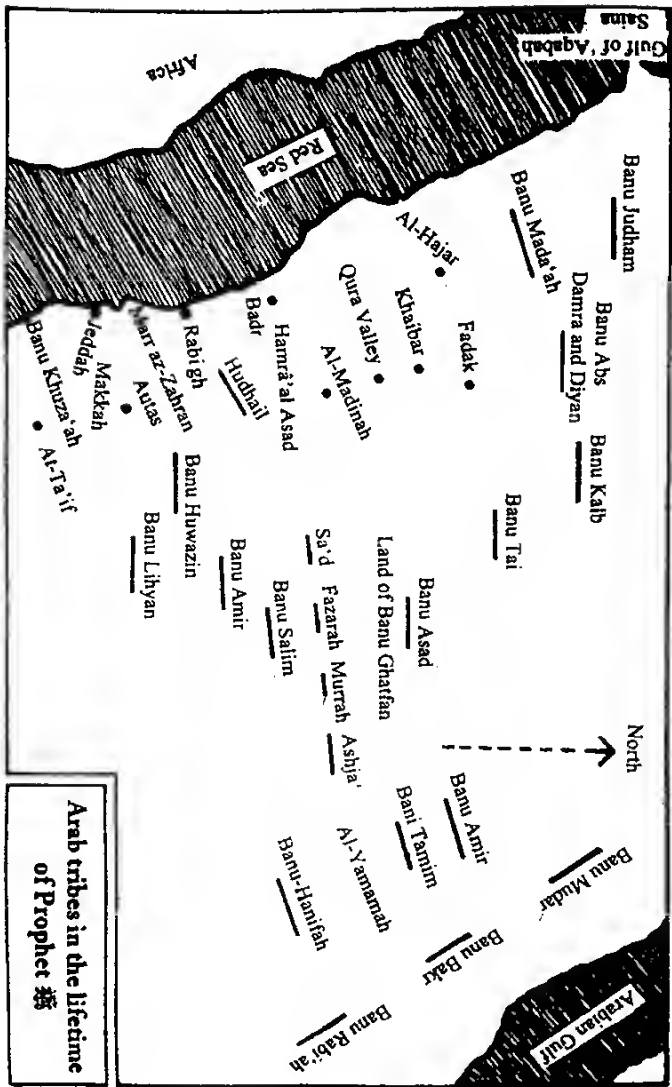 Saina
Gulf of 'Aqabah
Banu Judham
North
Banu Abs
Damra and Diyan
Banu Kalb
Banu Mudar
Arabian Gulf
Banu Mada'ah
Banu Tai
Fadak
Banu Amir
Banu Bakr
Al-Hajar
Khaibar
Banu Asad
Bani Tamim
Qura Valley
Land of Banu Ghatfan
Al-Yamamah
Al-Madinah
Sa'd Fazarah Murrah Ashja'
Banu Rabi'ah
Red Sea
Hamrâ'al Asad
Badr
Banu Salim
Banu-Hanifah
Hudhail
Banu Amir
Rabigh
Banu Huwazin
Africa
Marr az-Zahran
Autas
Banu Lihyan
Makkah
Jeddah
At-Ta'if
Banu Khuza'ah
Arab tribes in the lifetime
of Prophet ﷺ